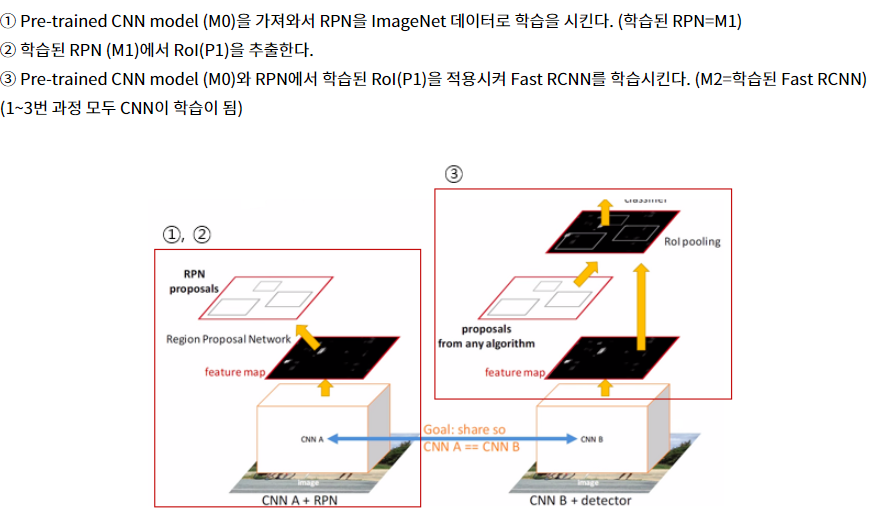 ① Pre-trained CNN model (M0)을 가져와서 RPN을 ImageNet 데이터로 학습을 시킨다. (학습된 RPN=M1)
② 학습된 RPN (M1)에서 RoI(P1)을 추출한다.
③ Pre-trained CNN model (M0)와 RPN에서 학습된 RoI(P1)을 적용시켜 Fast RCNN를 학습시킨다. (M2=학습된 Fast RCNN)
(1~3번 과정 모두 CNN이 학습이 됨)
①, ②
RPN
proposals
Region Proposal Network
feature map
CNN A
image
CNN A + RPN
Goal: share so
CNN A == CNN B
③
RoI pooling
proposals
from any algorithm
feature map
CNN B
image
CNN B + detector